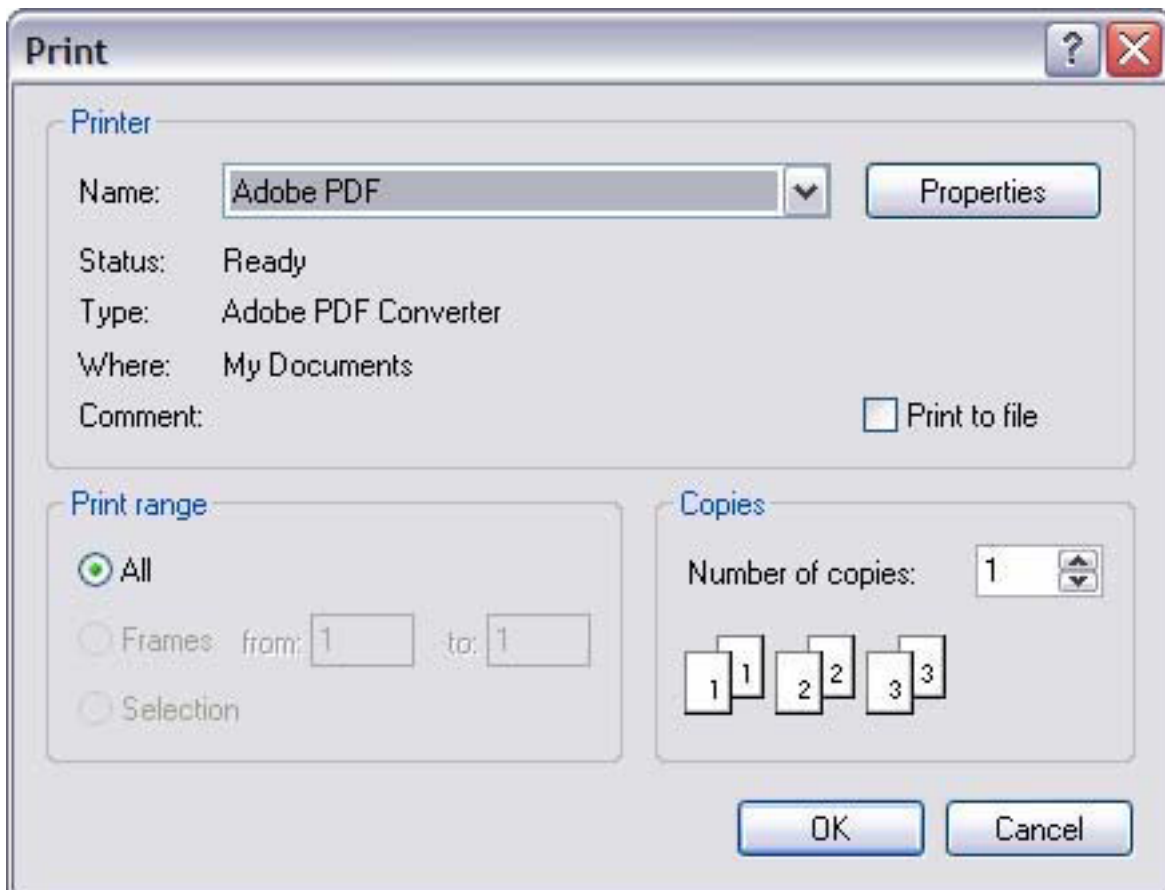 Print
Printer
Name: Adobe PDF Properties
Status: Ready
Type: Adobe PDF Converter
Where: My Documents
Comment: Print to file
Print range
All
Frames from: 1 to: 1
Selection
Copies
Number of copies: 1
1 1 2 2 3 3
OK Cancel